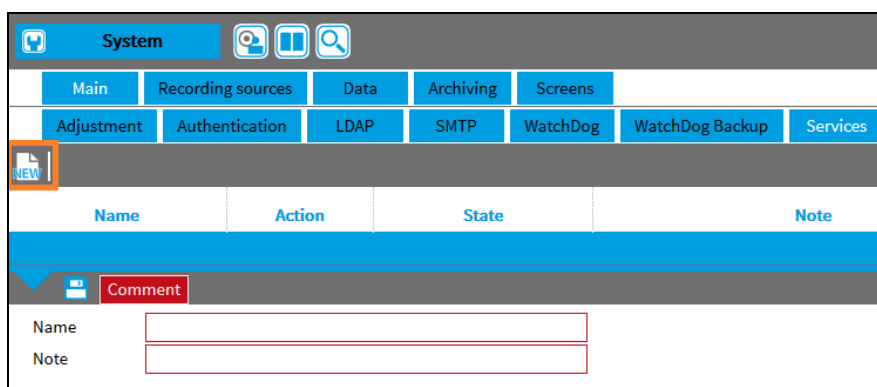 System
Main Recording sources Data Archiving Screens
Adjustment Authentication LDAP SMTP WatchDog WatchDog Backup Services
NEW
Name Action State Note
Comment
Name
Note